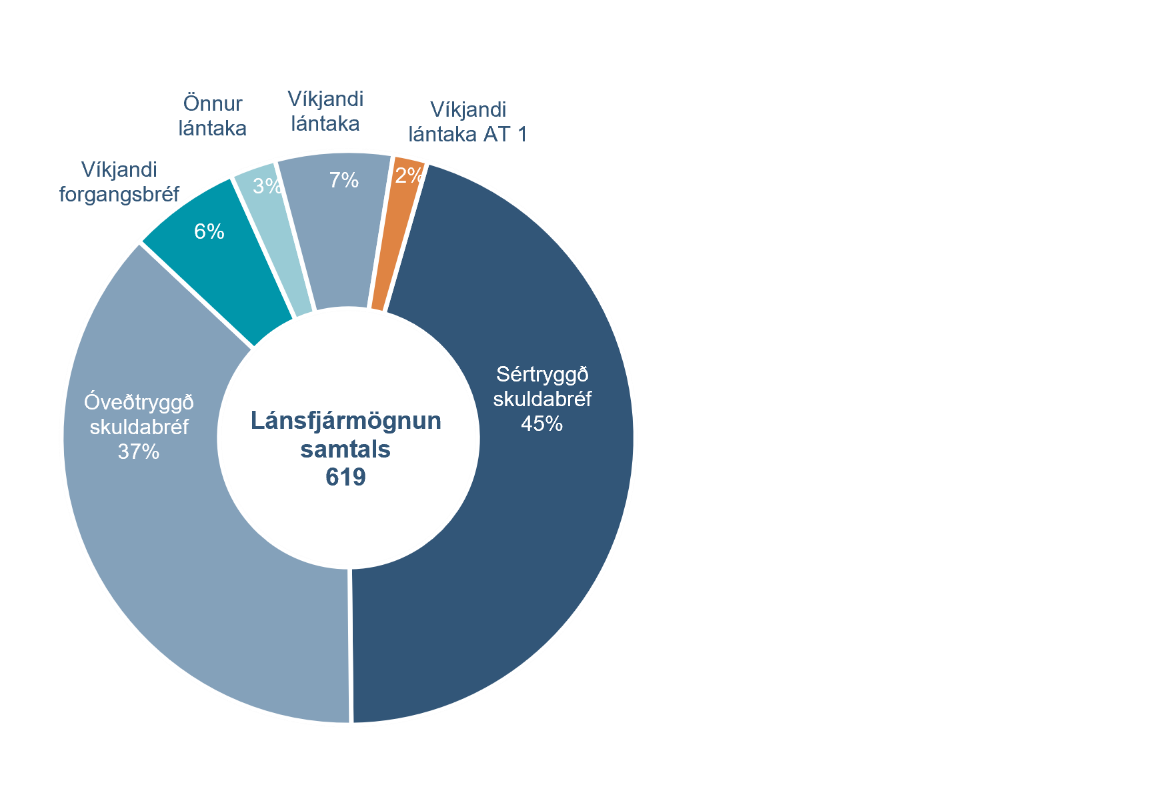 Önnur
lántaka
Víkjandi
lántaka
Víkjandi
lántaka AT 1
Víkjandi
forgangsbréf
3%
7%
2%
6%
Óveðtryggð
skuldabréf
37%
Lánsfjármögnun
samtals
619
Sértryggð
skuldabréf
45%